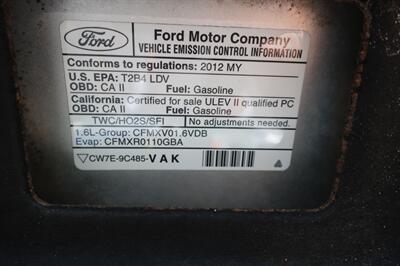 Ford
Ford Motor Company
VEHICLE EMISSION CONTROL INFORMATION
Conforms to regulations: 2012 MY
U.S. EPA: T2B4 LDV
OBD: CA II Fuel: Gasoline
California: Certified for sale ULEV II qualified PC
OBD: CA II Fuel: Gasoline
TWC/HO2S/SFI No adjustments needed.
1.6L-Group: CFMXV01.6VDB
Evap: CFMXR0110GBA
CW7E-9C485-VAK